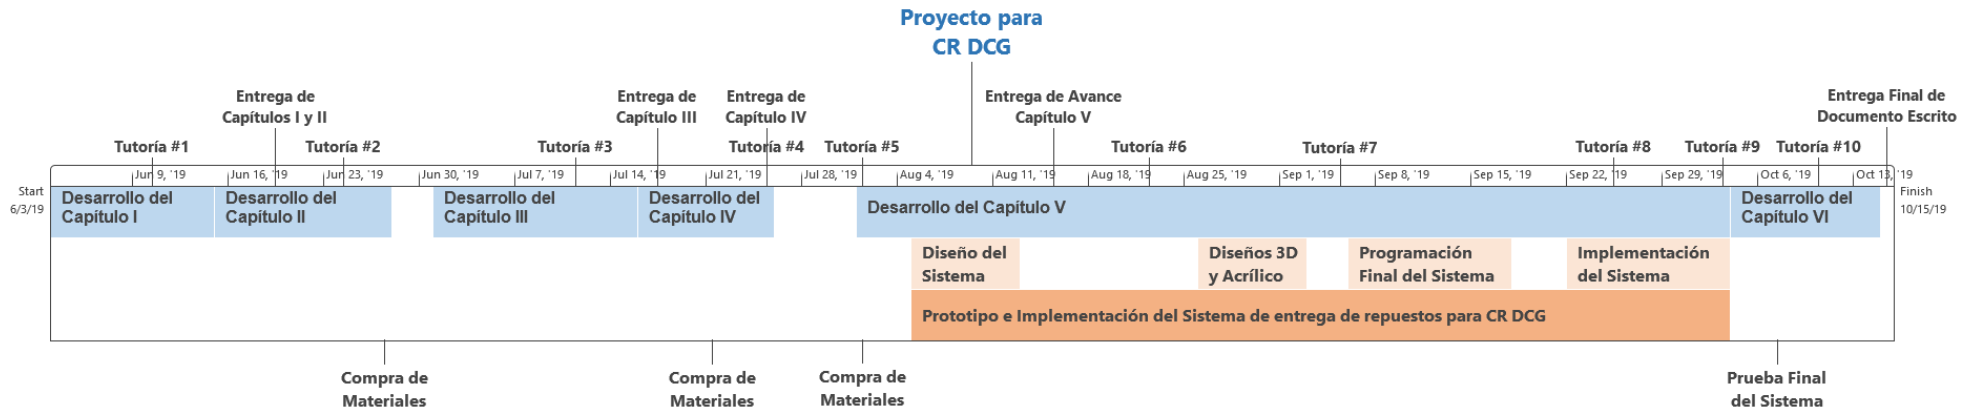 Proyecto para
CR DCG
Entrega de
Capítulos I y II
Entrega de
Capítulo III
Entrega de
Capítulo IV
Entrega de Avance
Capítulo V
Entrega Final de
Documento Escrito
Tutoría #1
Tutoría #2
Tutoría #3
Tutoría #4
Tutoría #5
Tutoría #6
Tutoría #7
Tutoría #8
Tutoría #9
Tutoría #10
Jun 9, '19
Jun 16, '19
Jun 23, '19
Jun 30, '19
Jul 7, '19
Jul 14, '19
Jul 21, '19
Jul 28, '19
Aug 4, '19
Aug 11, '19
Aug 18, '19
Aug 25, '19
Sep 1, '19
Sep 8, '19
Sep 15, '19
Sep 22, '19
Sep 29, '19
Oct 6, '19
Oct 13, '19
Start
6/3/19
Finish
10/15/19
Desarrollo del
Capítulo I
Desarrollo del
Capítulo II
Desarrollo del
Capítulo III
Desarrollo del
Capítulo IV
Desarrollo del Capítulo V
Desarrollo del
Capítulo VI
Diseño del
Sistema
Diseños 3D
y Acrílico
Programación
Final del Sistema
Implementación
del Sistema
Prototipo e Implementación del Sistema de entrega de repuestos para CR DCG
Compra de
Materiales
Compra de
Materiales
Compra de
Materiales
Prueba Final
del Sistema